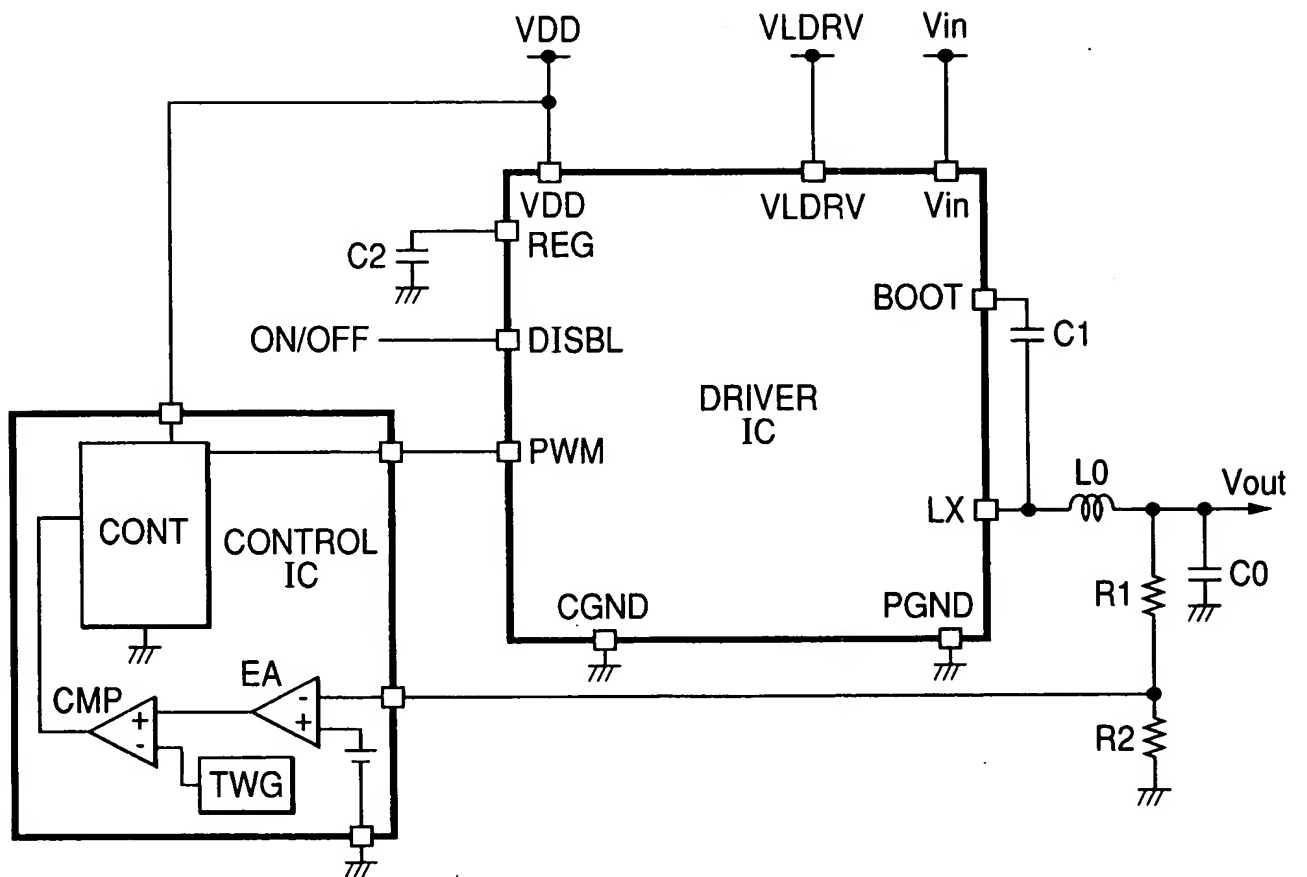 VDD VLDRV Vin
VDD VLDRV Vin
REG
C2
BOOT
C1
ON/OFF DISBL
DRIVER
IC
PWM
L0
Vout
LX
CONT
CONTROL
IC
C0
R1
CGND PGND
EA
-
+
CMP
+
-
R2
TWG